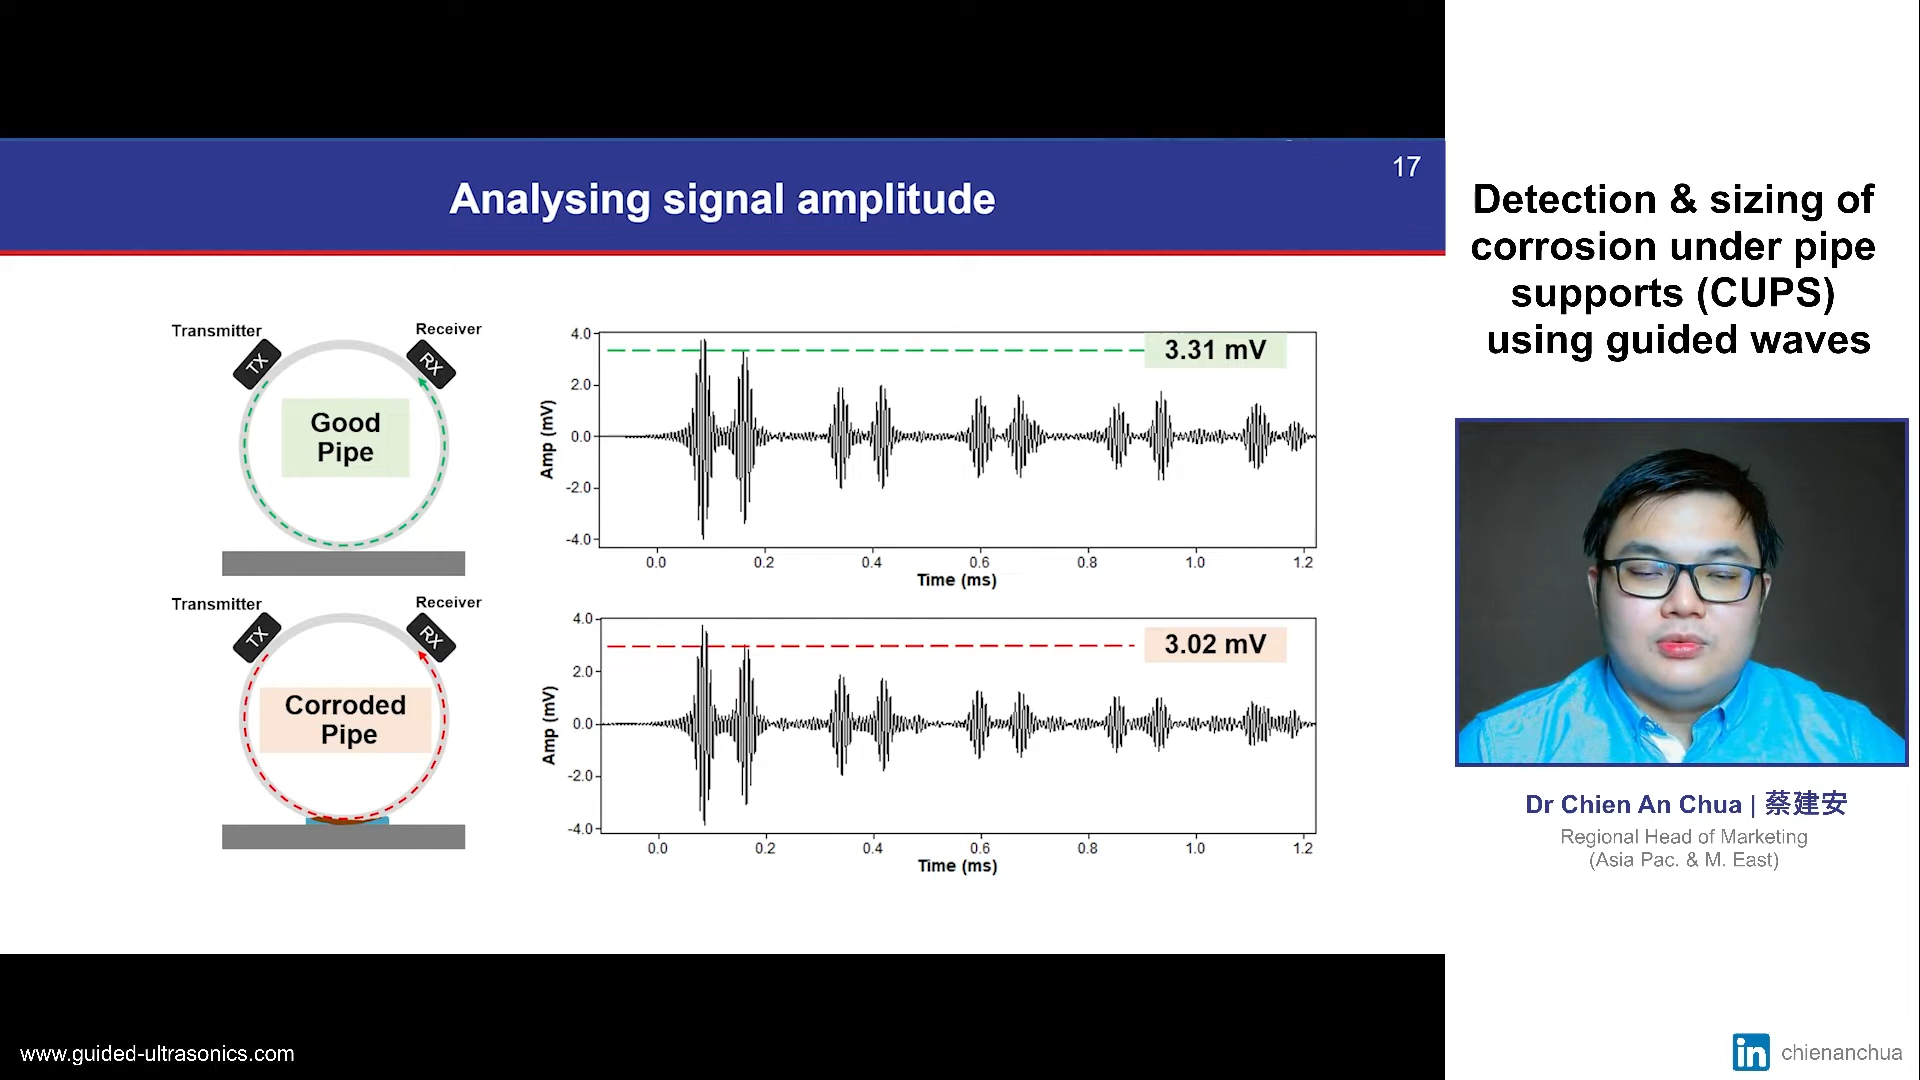 17
Analysing signal amplitude
Transmitter
Receiver
TX
RX
Good
Pipe
4.0
2.0
0.0
-2.0
-4.0
Amp (mV)
3.31 mV
0.0 0.2 0.4 0.6 0.8 1.0 1.2
Time (ms)
Transmitter
Receiver
TX
RX
Corroded
Pipe
4.0
2.0
0.0
-2.0
-4.0
Amp (mV)
3.02 mV
0.0 0.2 0.4 0.6 0.8 1.0 1.2
Time (ms)
Detection & sizing of
corrosion under pipe
supports (CUPS)
using guided waves
Dr Chien An Chua | 蔡建安
Regional Head of Marketing
(Asia Pac. & M. East)
www.guided-ultrasonics.com
in chienanchua